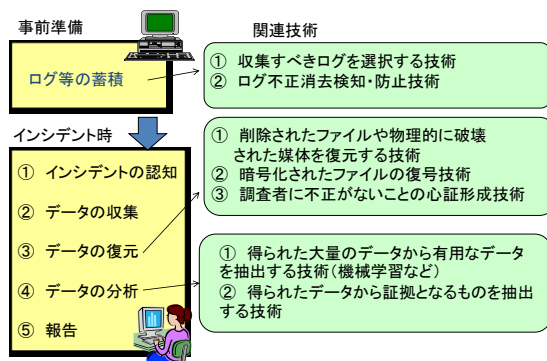 事前準備
関連技術
ログ等の蓄積
① 収集すべきログを選択する技術
② ログ不正消去検知・防止技術
インシデント時
① インシデントの認知
② データの収集
③ データの復元
④ データの分析
⑤ 報告
① 削除されたファイルや物理的に破壊
された媒体を復元する技術
② 暗号化されたファイルの復号技術
③ 調査者に不正がないことの心証形成技術
① 得られた大量のデータから有用なデータ
を抽出する技術(機械学習など)
② 得られたデータから証拠となるものを抽出
する技術